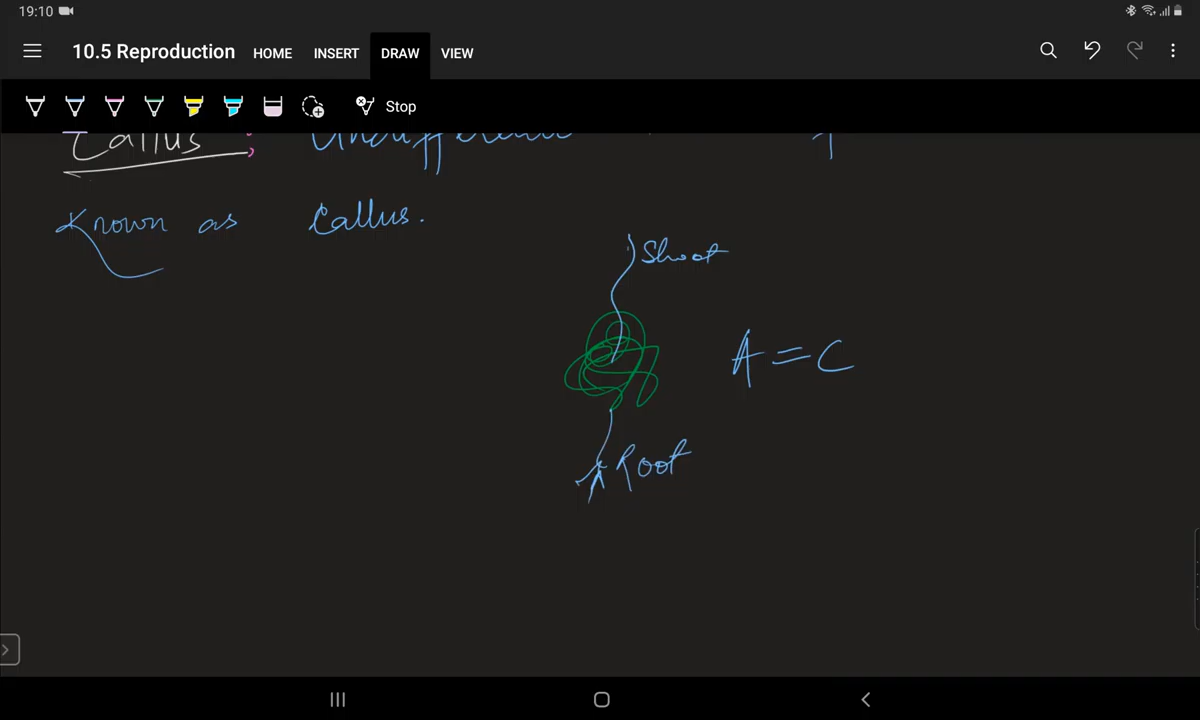 19:10
10.5 Reproduction HOME INSERT DRAW VIEW
Stop
Callus :
Known as Callus.
Shoot
A = C
Root